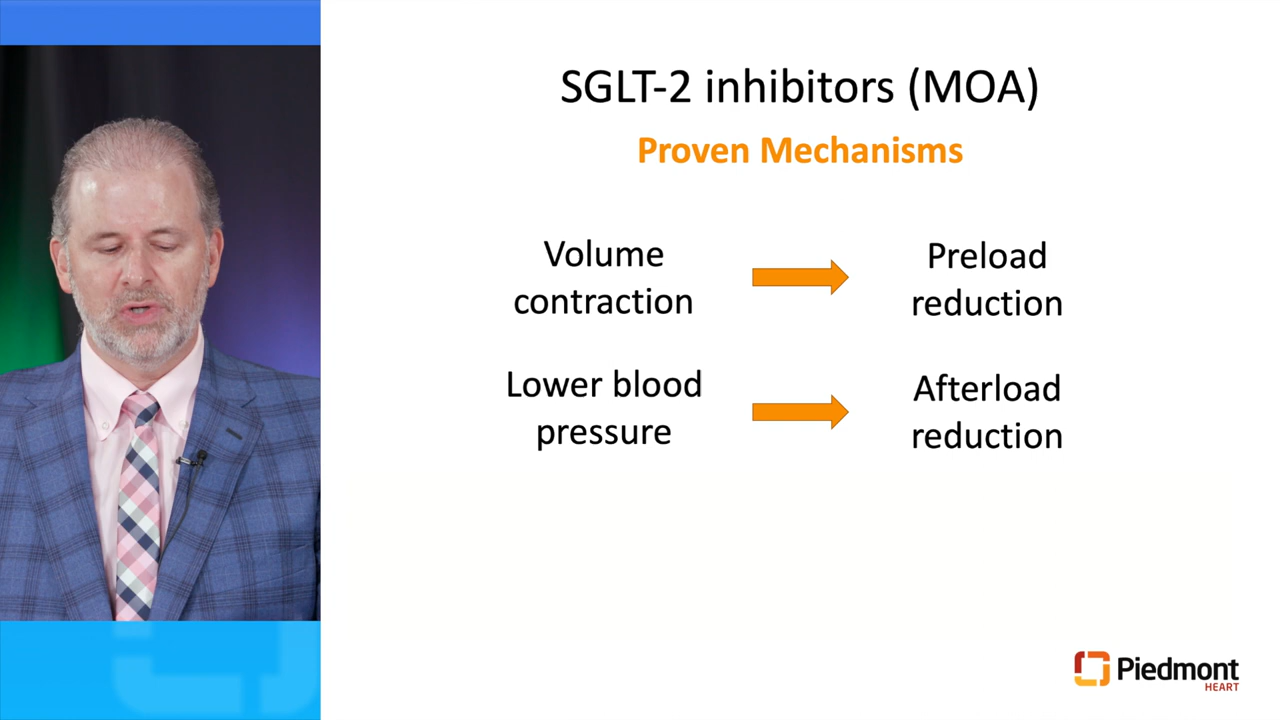 SGLT-2 inhibitors (MOA)
Proven Mechanisms
Volume
contraction
Preload
reduction
Lower blood
pressure
Afterload
reduction
Piedmont
HEART